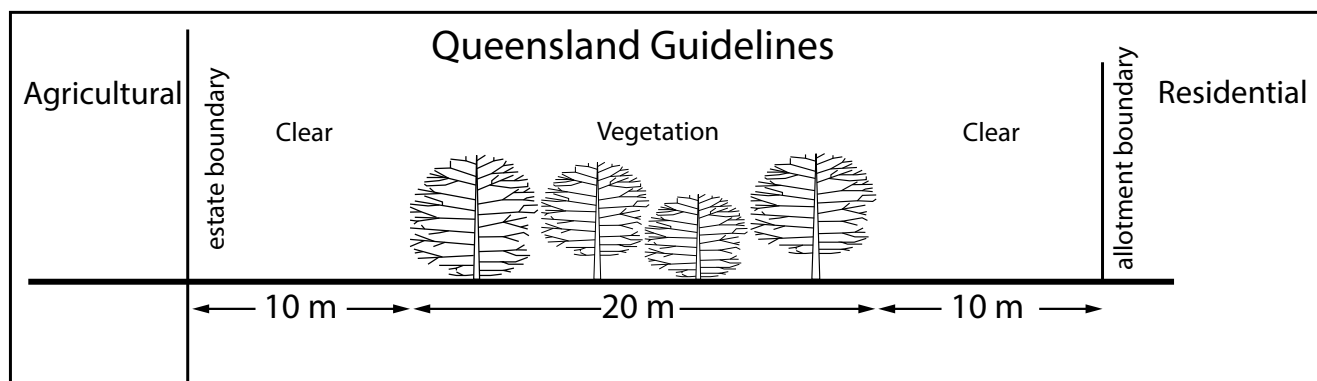 Queensland Guidelines
Agricultural
estate boundary
Clear
Vegetation
Clear
allotment boundary
Residential
10 m
20 m
10 m